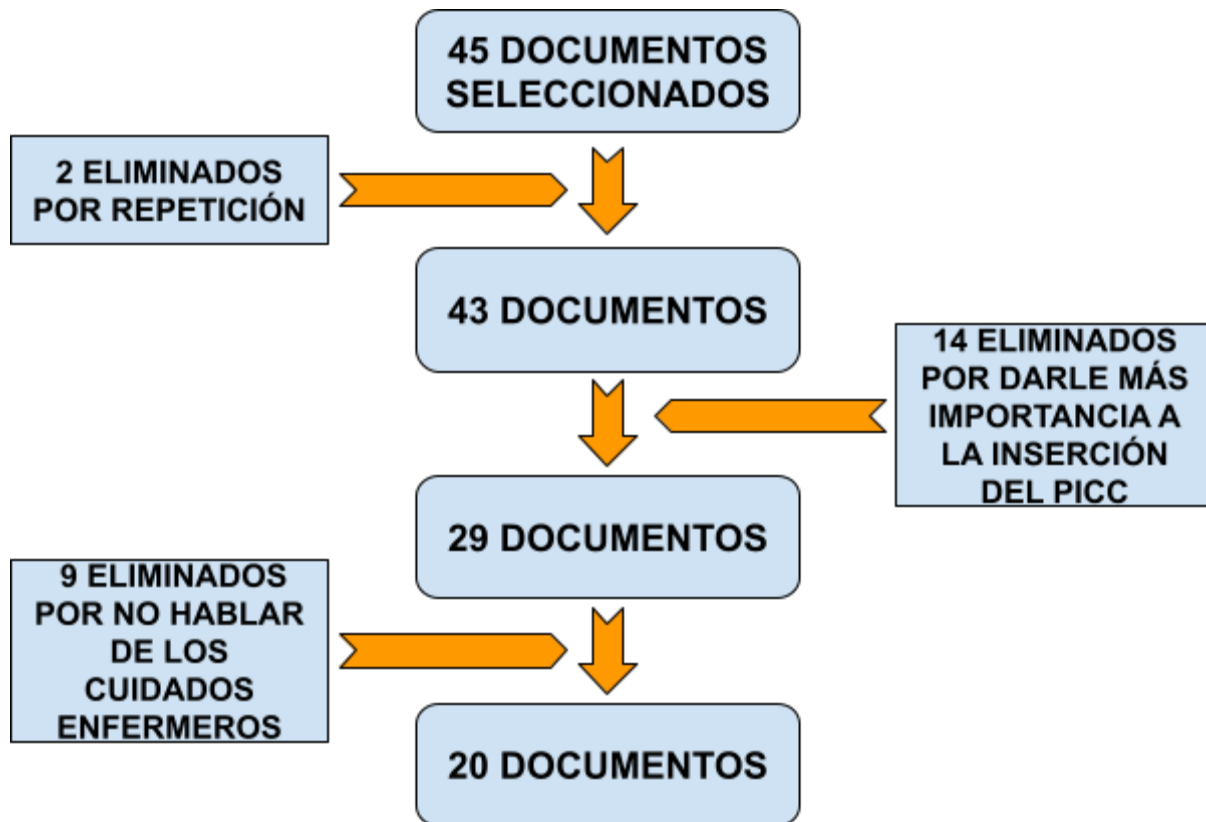 45 DOCUMENTOS
SELECCIONADOS
2 ELIMINADOS
POR REPETICIÓN
43 DOCUMENTOS
14 ELIMINADOS
POR DARLE MÁS
IMPORTANCIA A
LA INSERCIÓN
DEL PICC
29 DOCUMENTOS
9 ELIMINADOS
POR NO HABLAR
DE LOS
CUIDADOS
ENFERMEROS
20 DOCUMENTOS